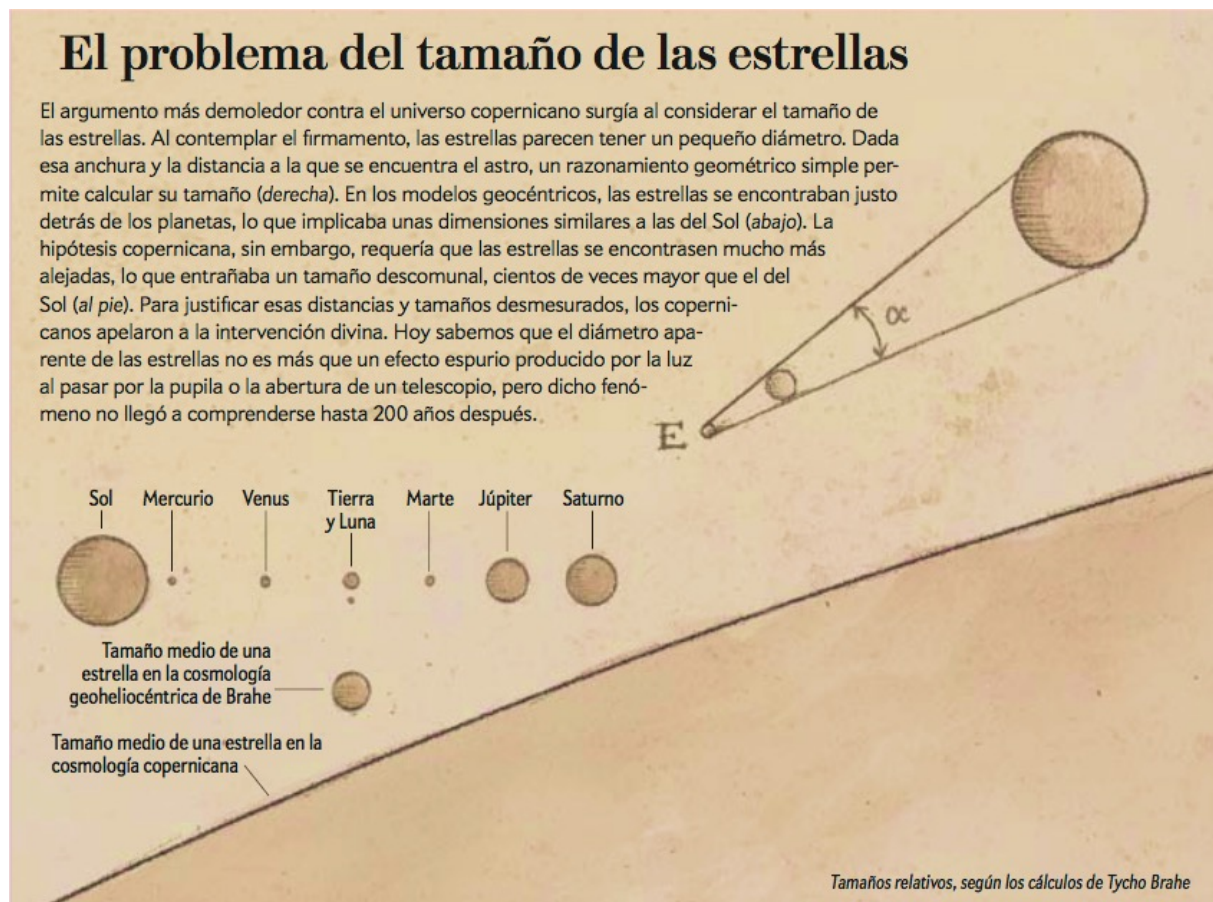 El problema del tamaño de las estrellas
El argumento más demoledor contra el universo copernicano surgía al considerar el tamaño de
las estrellas. Al contemplar el firmamento, las estrellas parecen tener un pequeño diámetro. Dada
esa anchura y la distancia a la que se encuentra el astro, un razonamiento geométrico simple per-
mite calcular su tamaño (derecha). En los modelos geocéntricos, las estrellas se encontraban justo
detrás de los planetas, lo que implicaba unas dimensiones similares a las del Sol (abajo). La
hipótesis copernicana, sin embargo, requería que las estrellas se encontrasen mucho más
alejadas, lo que entrañaba un tamaño descomunal, cientos de veces mayor que el del
Sol (al pie). Para justificar esas distancias y tamaños desmesurados, los coperni-
canos apelaron a la intervención divina. Hoy sabemos que el diámetro apa-
rente de las estrellas no es más que un efecto espurio producido por la luz
al pasar por la pupila o la abertura de un telescopio, pero dicho fenó-
meno no llegó a comprenderse hasta 200 años después.
α
E
Sol
Mercurio
Venus
Tierra
y Luna
Marte
Júpiter
Saturno
Tamaño medio de una
estrella en la cosmología
geoheliocéntrica de Brahe
Tamaño medio de una estrella en la
cosmología copernicana
Tamaños relativos, según los cálculos de Tycho Brahe